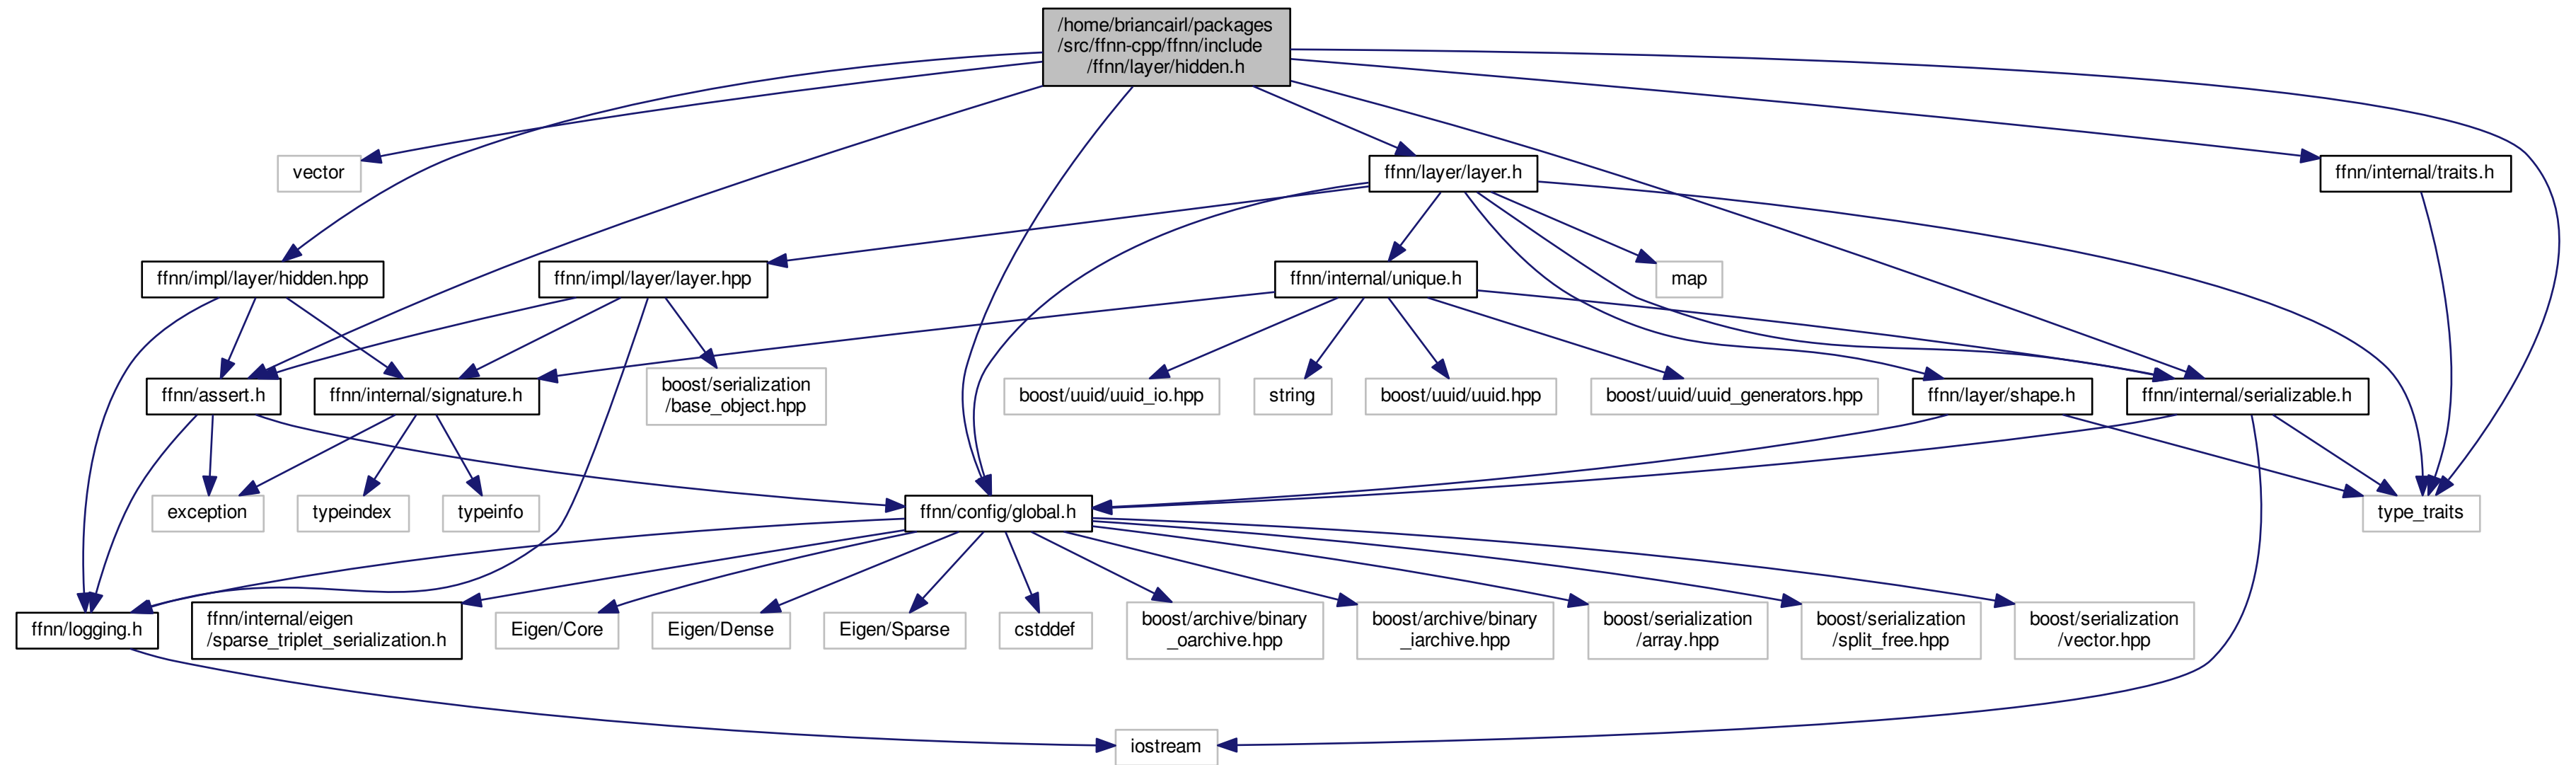 /home/briancairl/packages
/src/ffnn-cpp/ffnn/include
/ffnn/layer/hidden.h
vector
ffnn/layer/layer.h
ffnn/internal/traits.h
ffnn/impl/layer/hidden.hpp
ffnn/impl/layer/layer.hpp
ffnn/internal/unique.h
map
ffnn/assert.h
ffnn/internal/signature.h
boost/serialization
/base_object.hpp
boost/uuid/uuid_io.hpp
string
boost/uuid/uuid.hpp
boost/uuid/uuid_generators.hpp
ffnn/layer/shape.h
ffnn/internal/serializable.h
exception
typeindex
typeinfo
ffnn/config/global.h
type_traits
ffnn/logging.h
ffnn/internal/eigen
/sparse_triplet_serialization.h
Eigen/Core
Eigen/Dense
Eigen/Sparse
cstddef
boost/archive/binary
_oarchive.hpp
boost/archive/binary
_iarchive.hpp
boost/serialization
/array.hpp
boost/serialization
/split_free.hpp
boost/serialization
/vector.hpp
iostream